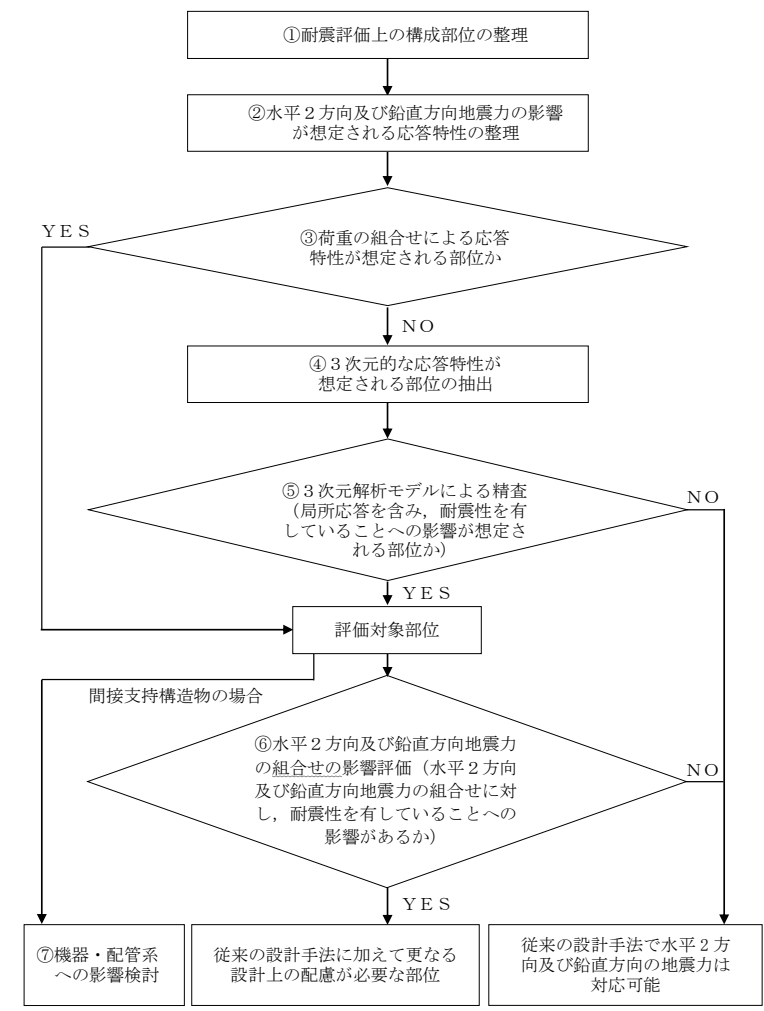 ①耐震評価上の構成部位の整理
②水平２方向及び鉛直方向地震力の影響
が想定される応答特性の整理
ＹＥＳ
③荷重の組合せによる応答
特性が想定される部位か
ＮＯ
④３次元的な応答特性が
想定される部位の抽出
⑤３次元解析モデルによる精査
（局所応答を含み，耐震性を有
していることへの影響が想定さ
れる部位か）
ＮＯ
ＹＥＳ
評価対象部位
間接支持構造物の場合
⑥水平２方向及び鉛直方向地震力
の組合せの影響評価（水平２方向
及び鉛直方向地震力の組合せに対
し，耐震性を有していることへの
影響があるか）
ＮＯ
ＹＥＳ
⑦機器・配管系
への影響検討
従来の設計手法に加えて更なる
設計上の配慮が必要な部位
従来の設計手法で水平２方
向及び鉛直方向の地震力は
対応可能